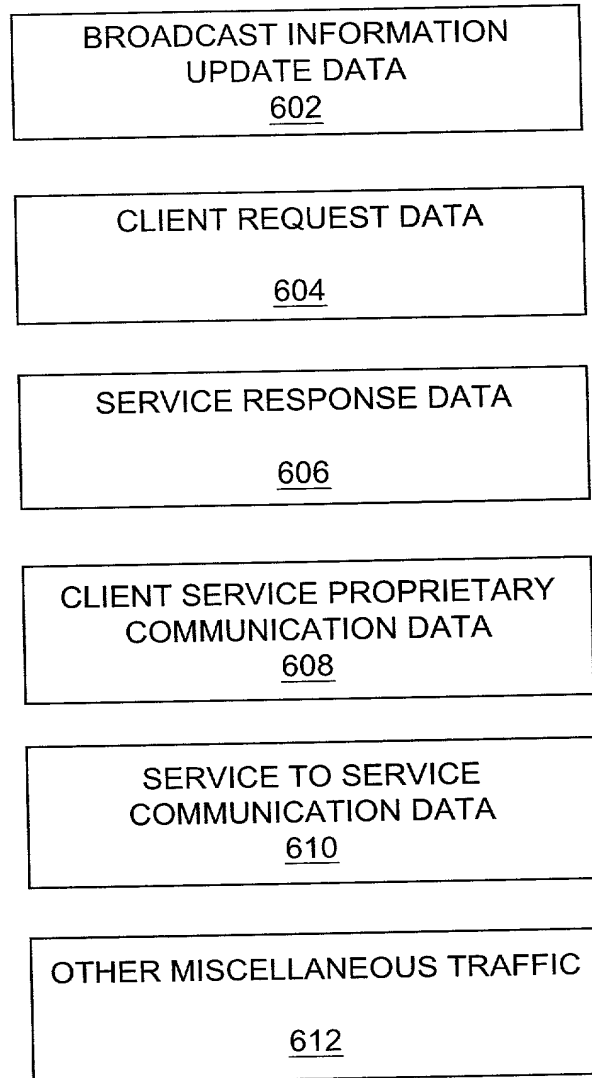 BROADCAST INFORMATION
UPDATE DATA
602
CLIENT REQUEST DATA
604
SERVICE RESPONSE DATA
606
CLIENT SERVICE PROPRIETARY
COMMUNICATION DATA
608
SERVICE TO SERVICE
COMMUNICATION DATA
610
OTHER MISCELLANEOUS TRAFFIC
612